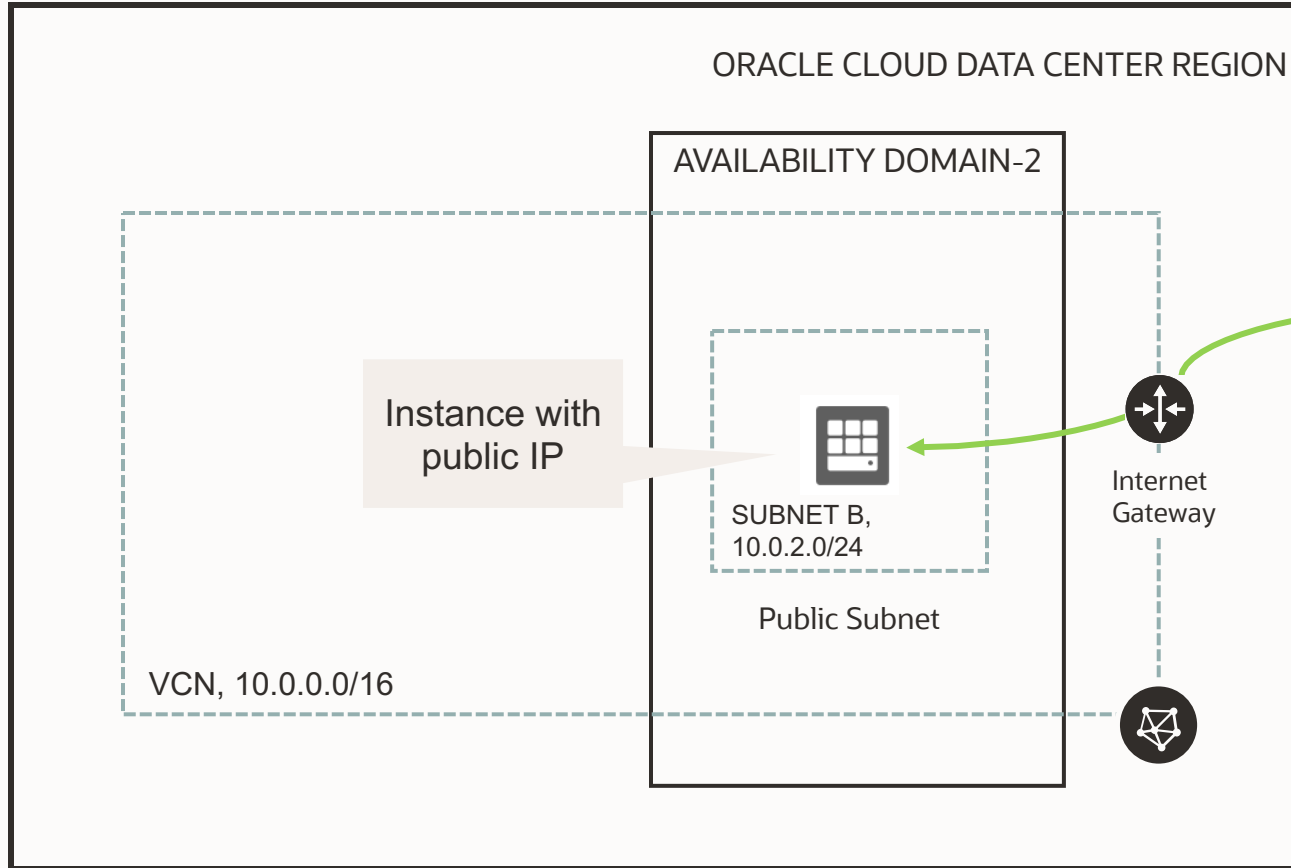 ORACLE CLOUD DATA CENTER REGION
AVAILABILITY DOMAIN-2
Instance with
public IP
SUBNET B,
10.0.2.0/24
Internet
Gateway
Public Subnet
VCN, 10.0.0.0/16